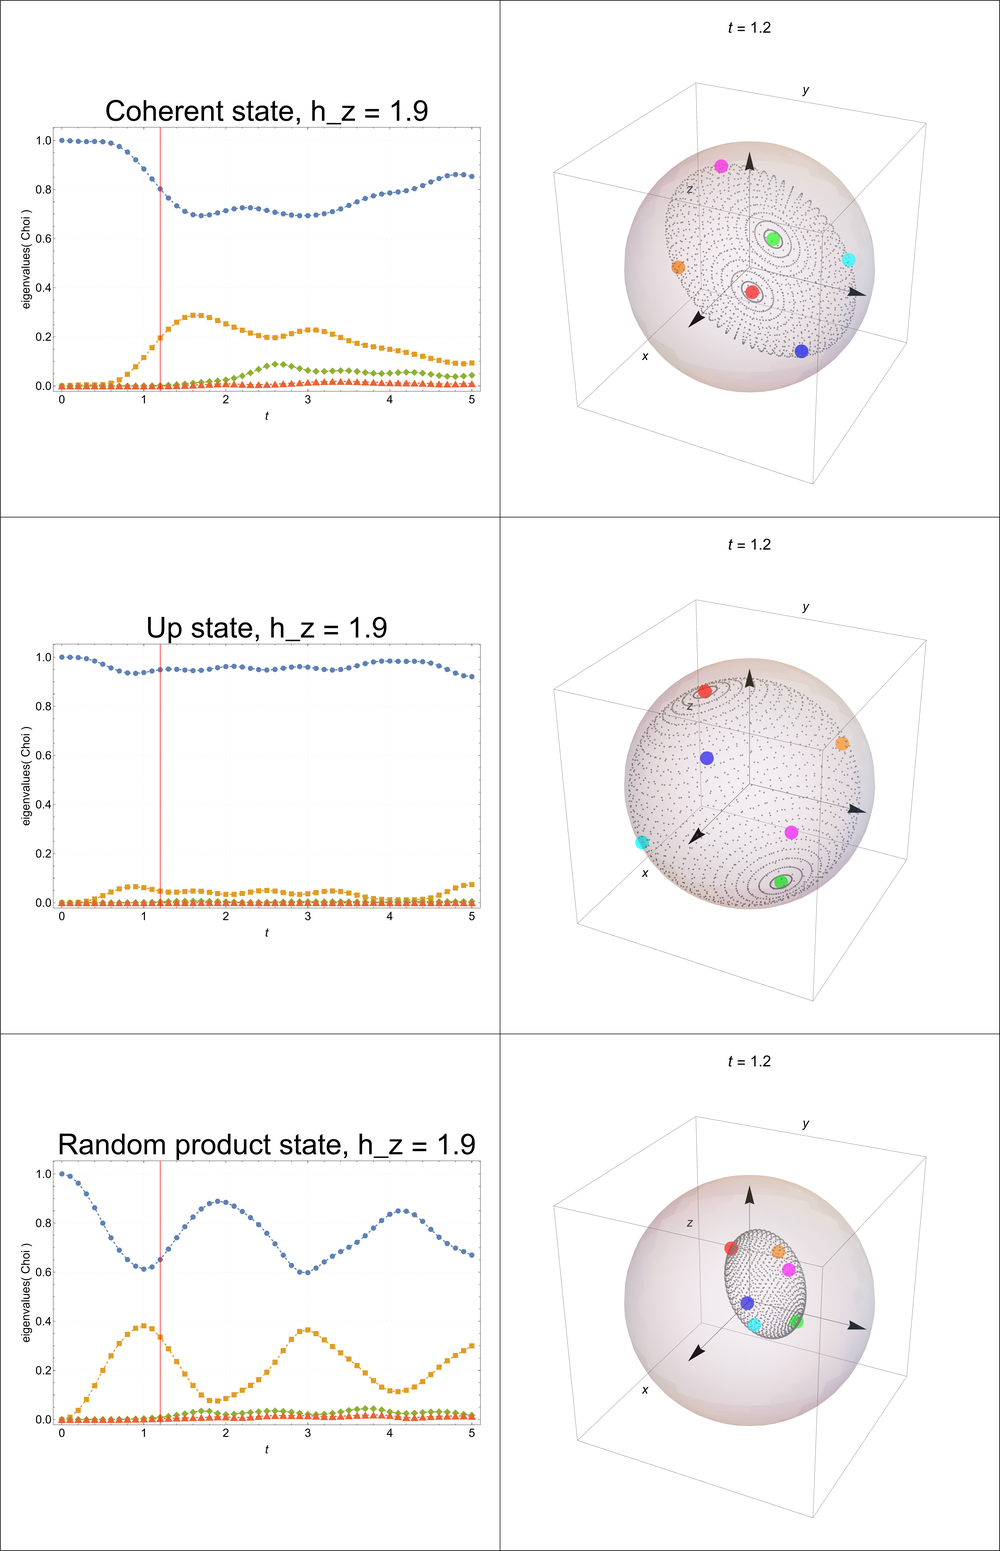 Coherent state, h_z = 1.9
1.0
0.8
0.6
0.4
0.2
0.0
eigenvalues( Choi )
0 1 2 3 4 5
t
t = 1.2
y
z
x
Up state, h_z = 1.9
1.0
0.8
0.6
0.4
0.2
0.0
eigenvalues( Choi )
0 1 2 3 4 5
t
t = 1.2
y
z
x
Random product state, h_z = 1.9
1.0
0.8
0.6
0.4
0.2
0.0
eigenvalues( Choi )
0 1 2 3 4 5
t
t = 1.2
y
z
x